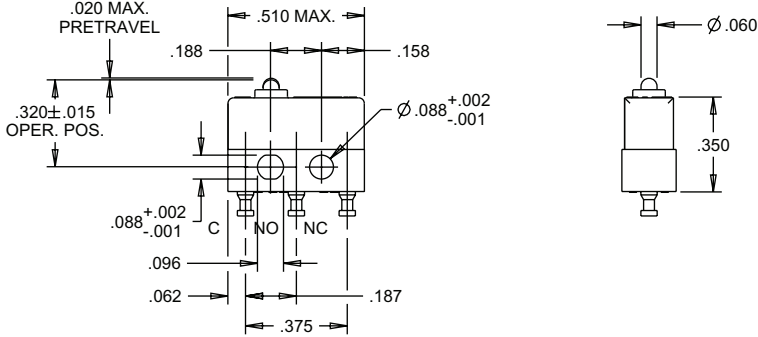 .020 MAX.
PRETRAVEL
.510 MAX.
.188
.158
Ø.060
.320±.015
OPER. POS.
Ø.088+.002
-.001
.350
.088+.002
-.001
C
NO
NC
.096
.062
.187
.375